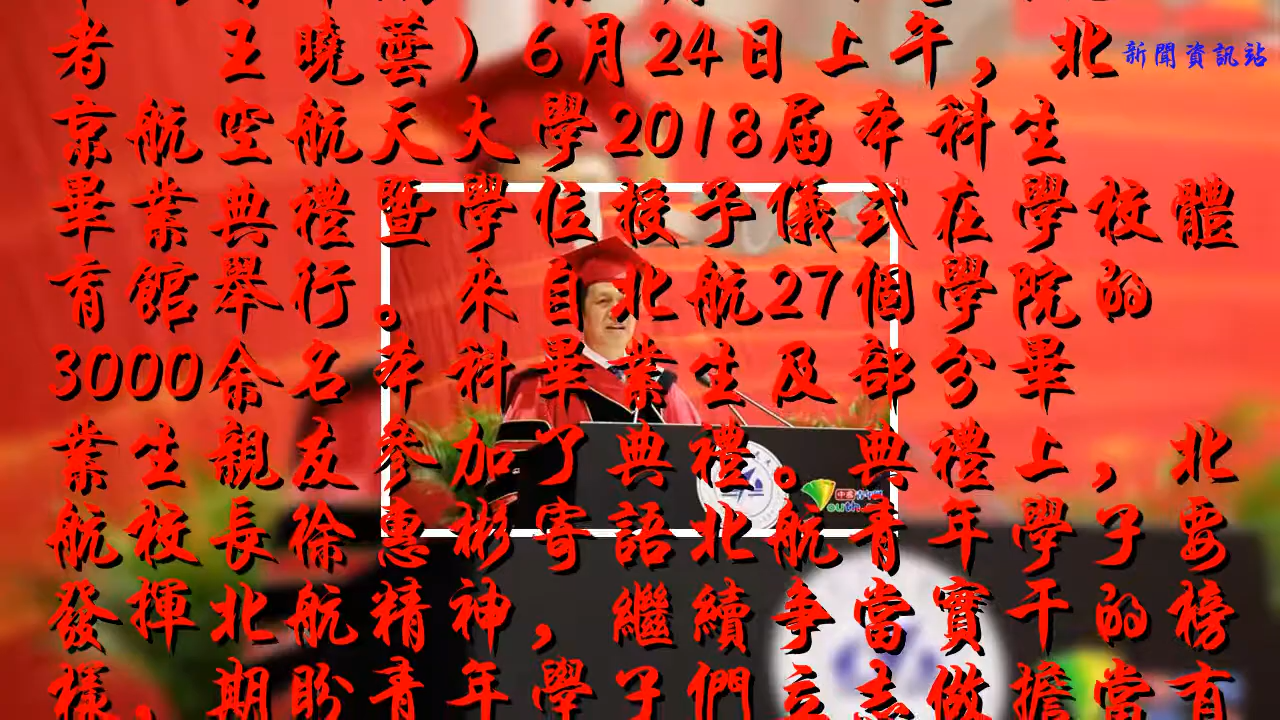 者 王曉蕓）6月24日上午，北
新聞資訊站
京航空航天大學2018届本科生
畢業典禮暨學位授予儀式在學校體
育館舉行。來自北航27個學院的
3000余名本科畢業生及部分畢
業生親友參加了典禮。典禮上，北
航校長徐惠彬寄語北航青年學子要
發揮北航精神，繼續争當實干的榜
樣，期盼青年學子們立志做擔當有